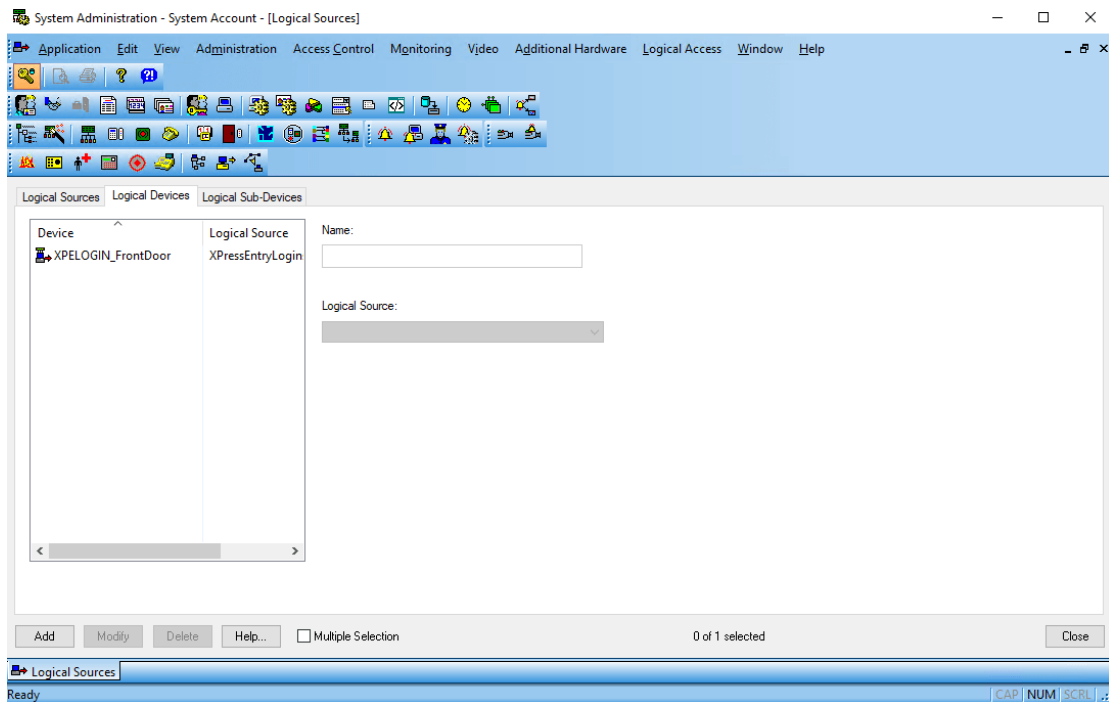 System Administration - System Account - [Logical Sources]
Application Edit View Administration Access Control Monitoring Video Additional Hardware Logical Access Window Help
Logical Sources Logical Devices Logical Sub-Devices
Device Logical Source
XPELOGIN_FrontDoor XPressEntryLogin
Name:
Logical Source:
Add Modify Delete Help... Multiple Selection 0 of 1 selected Close
Logical Sources
Ready CAP NUM SCRL